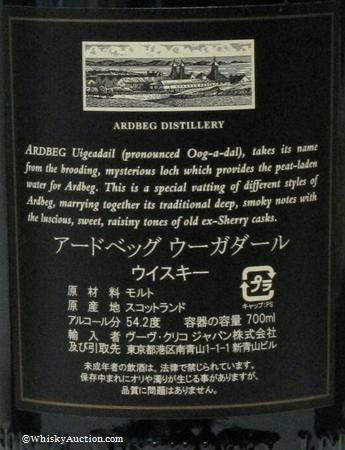 ARDBEG DISTILLERY
ARDBEG Uigeadail (pronounced Oog-a-dal), takes its name
from the brooding, mysterious loch which provides the peat-laden
water for Ardbeg. This is a special vatting of different styles of
Ardbeg, marrying together its traditional deep, smoky notes with
the luscious, sweet, raisiny tones of old ex-Sherry casks.
アードベッグ ウーガダール
ウイスキー
原材料 モルト
原産地 スコットランド
アルコール分 54.2度 容器の容量 700ml
輸入者 ヴーヴ・クリコ ジャパン株式会社
及び引取先 東京都港区南青山1-1-1 新青山ビル
プラ
キャップ:PS
未成年者の飲酒は、法律で禁じられています。
保存中まれにオリや濁りが生じる事がありますが、
品質に問題はありません。
©WhiskyAuction.com